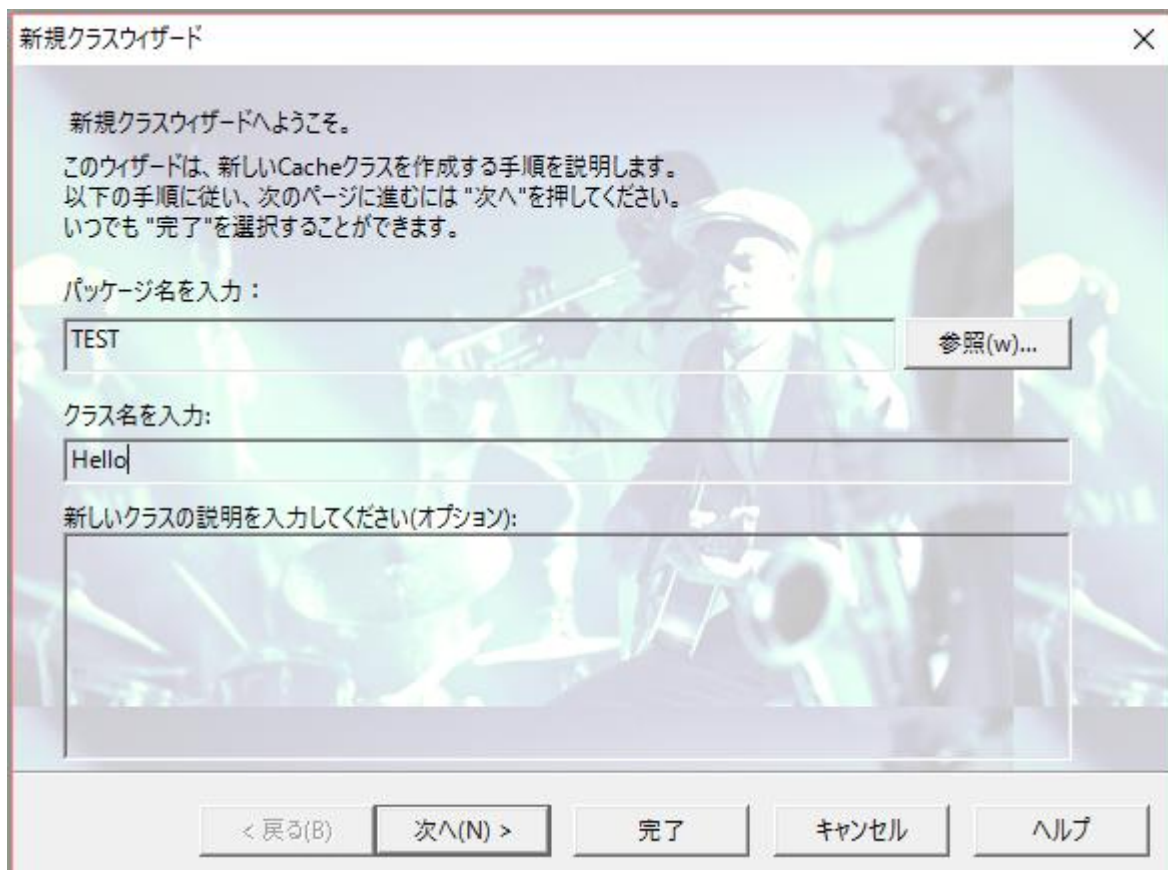 新規クラスウィザード
新規クラスウィザードへようこそ。
このウィザードは、新しいCacheクラスを作成する手順を説明します。
以下の手順に従い、次のページに進むには "次へ"を押してください。
いつでも "完了"を選択することができます。
パッケージ名を入力：
TEST
参照(w)...
クラス名を入力:
Hello
新しいクラスの説明を入力してください(オプション):
< 戻る(B)
次へ(N) >
完了
キャンセル
ヘルプ